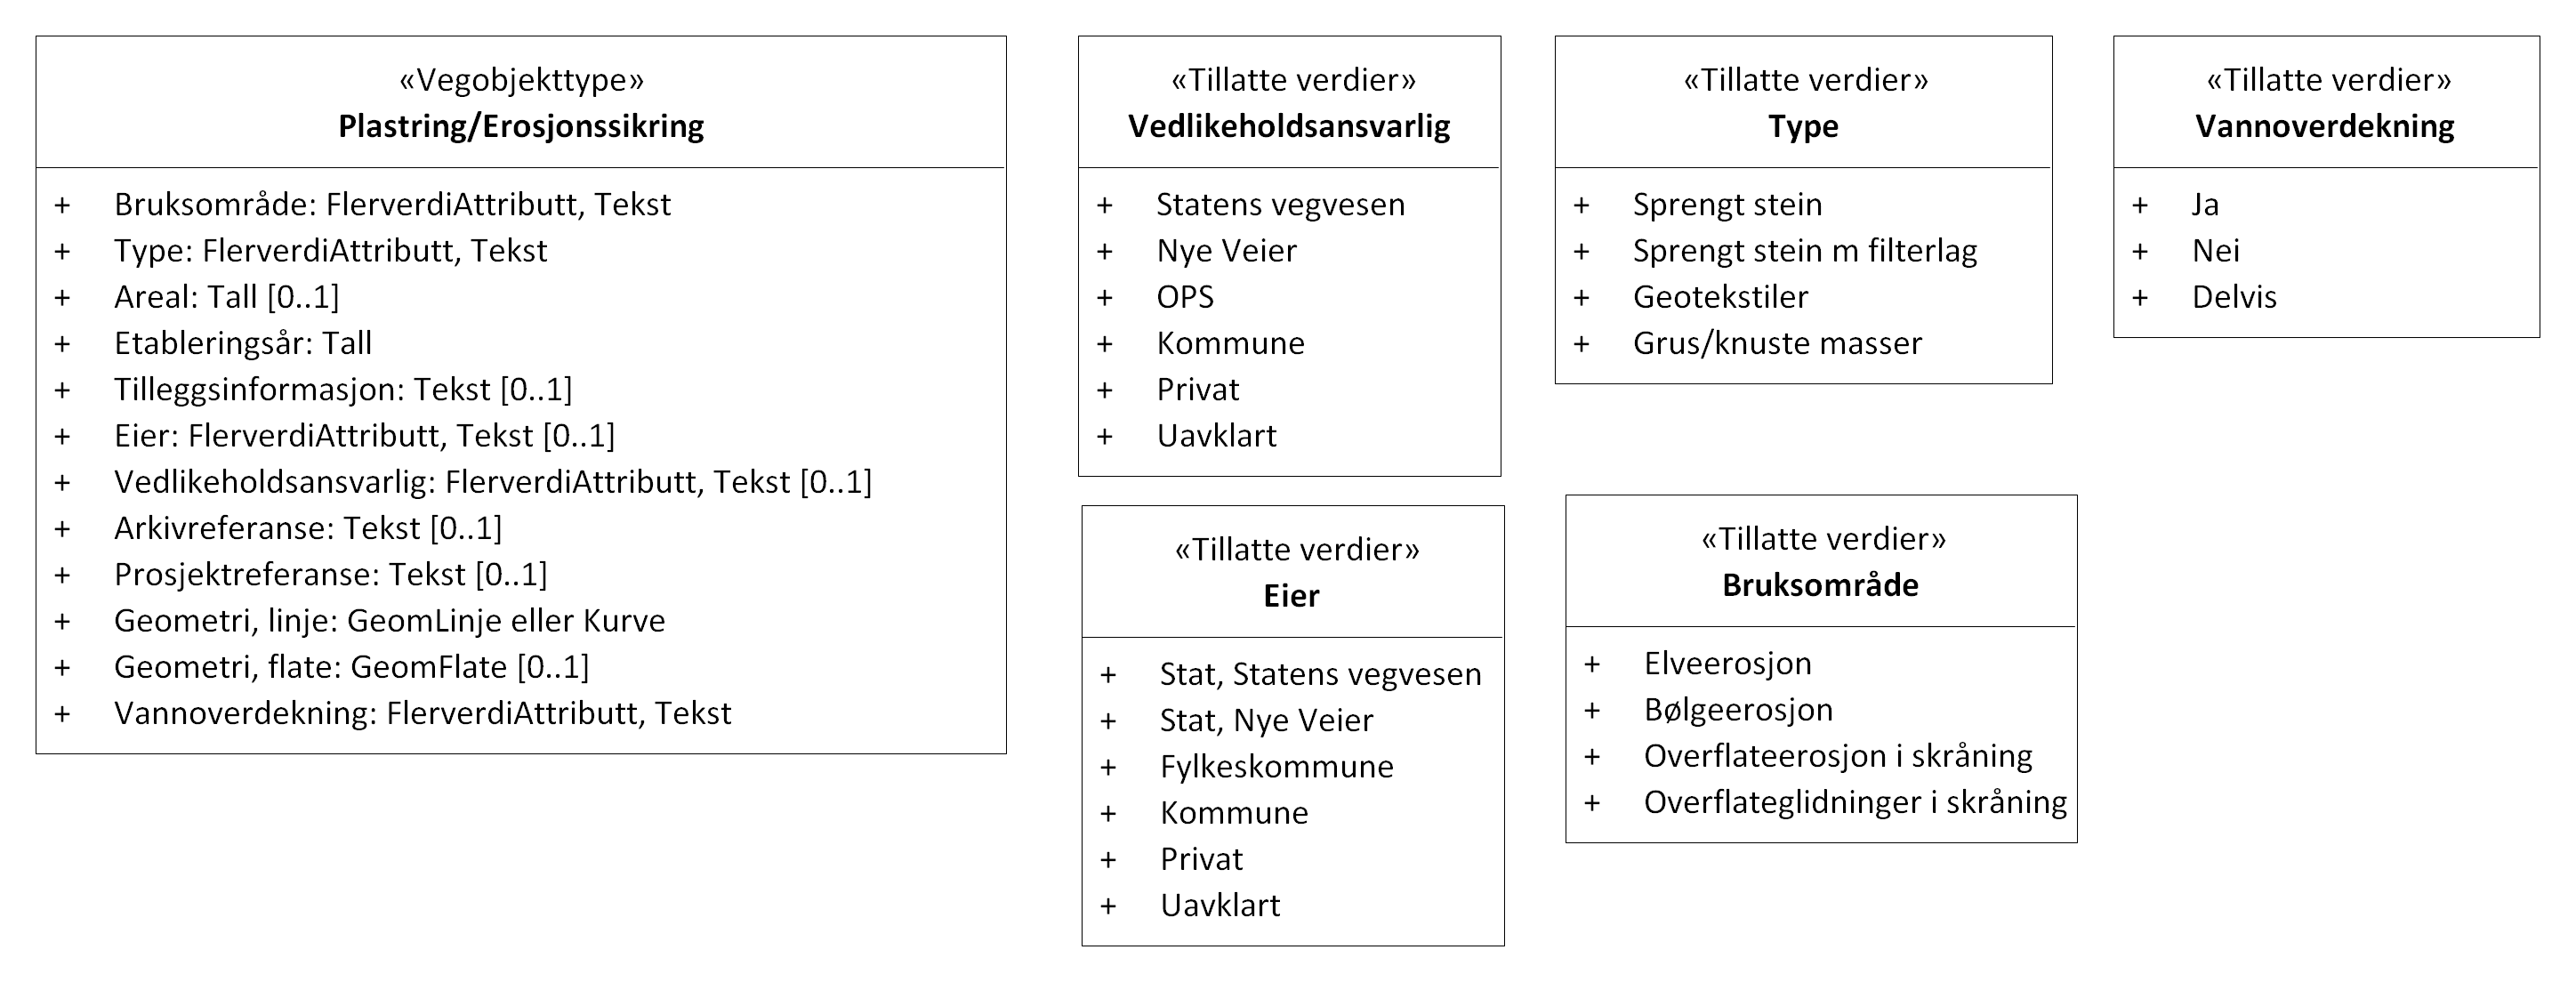 «Vegobjekttype»
Plastring/Erosjonssikring
+ Bruksområde: FlerverdiAttributt, Tekst
+ Type: FlerverdiAttributt, Tekst
+ Areal: Tall [0..1]
+ Etableringsår: Tall
+ Tilleggsinformasjon: Tekst [0..1]
+ Eier: FlerverdiAttributt, Tekst [0..1]
+ Vedlikeholdsansvarlig: FlerverdiAttributt, Tekst [0..1]
+ Arkivreferanse: Tekst [0..1]
+ Prosjektreferanse: Tekst [0..1]
+ Geometri, linje: GeomLinje eller Kurve
+ Geometri, flate: GeomFlate [0..1]
+ Vannoverdekning: FlerverdiAttributt, Tekst
«Tillatte verdier»
Vedlikeholdsansvarlig
+ Statens vegvesen
+ Nye Veier
+ OPS
+ Kommune
+ Privat
+ Uavklart
«Tillatte verdier»
Type
+ Sprengt stein
+ Sprengt stein m filterlag
+ Geotekstiler
+ Grus/knuste masser
«Tillatte verdier»
Vannoverdekning
+ Ja
+ Nei
+ Delvis
«Tillatte verdier»
Eier
+ Stat, Statens vegvesen
+ Stat, Nye Veier
+ Fylkeskommune
+ Kommune
+ Privat
+ Uavklart
«Tillatte verdier»
Bruksområde
+ Elveerosjon
+ Bølgeerosjon
+ Overflateerosjon i skråning
+ Overflateglidninger i skråning